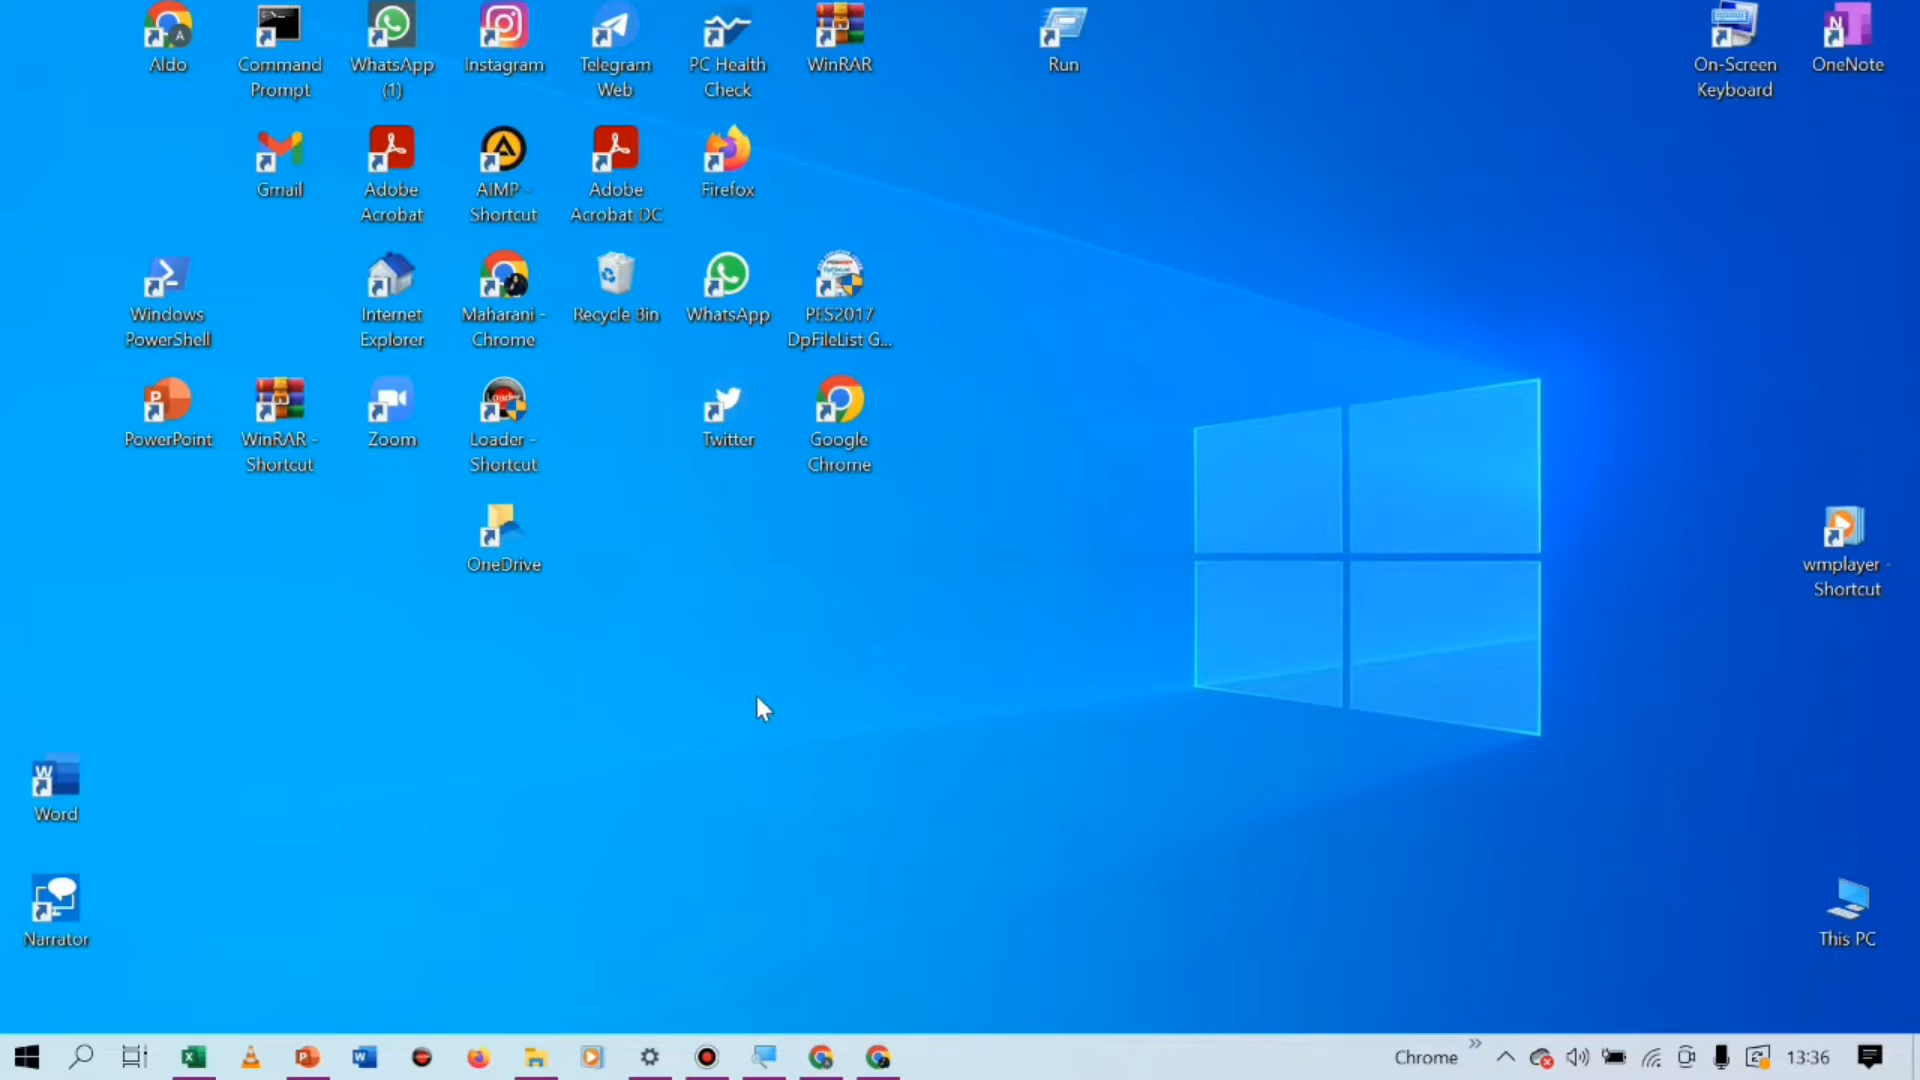 Aldo
Command
Prompt
WhatsApp
(1)
Instagram
Telegram
Web
PC Health
Check
WinRAR
Run
On-Screen
Keyboard
OneNote
Gmail
Adobe
Acrobat
AIMP -
Shortcut
Adobe
Acrobat DC
Firefox
Windows
PowerShell
Internet
Explorer
Maharani -
Chrome
Recycle Bin
WhatsApp
PES2017
DpFileList G...
PowerPoint
WinRAR -
Shortcut
Zoom
Loader -
Shortcut
Twitter
Google
Chrome
OneDrive
wmplayer -
Shortcut
Word
Narrator
This PC
Chrome
13:36